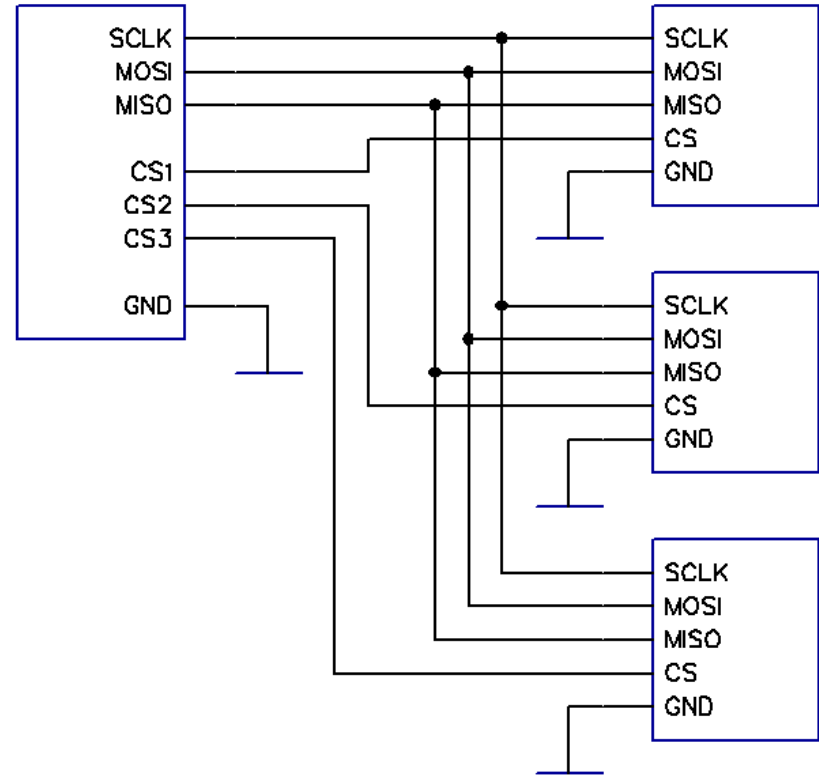 SCLK
MOSI
MISO
CS1
CS2
CS3
GND
SCLK
MOSI
MISO
CS
GND
SCLK
MOSI
MISO
CS
GND
SCLK
MOSI
MISO
CS
GND